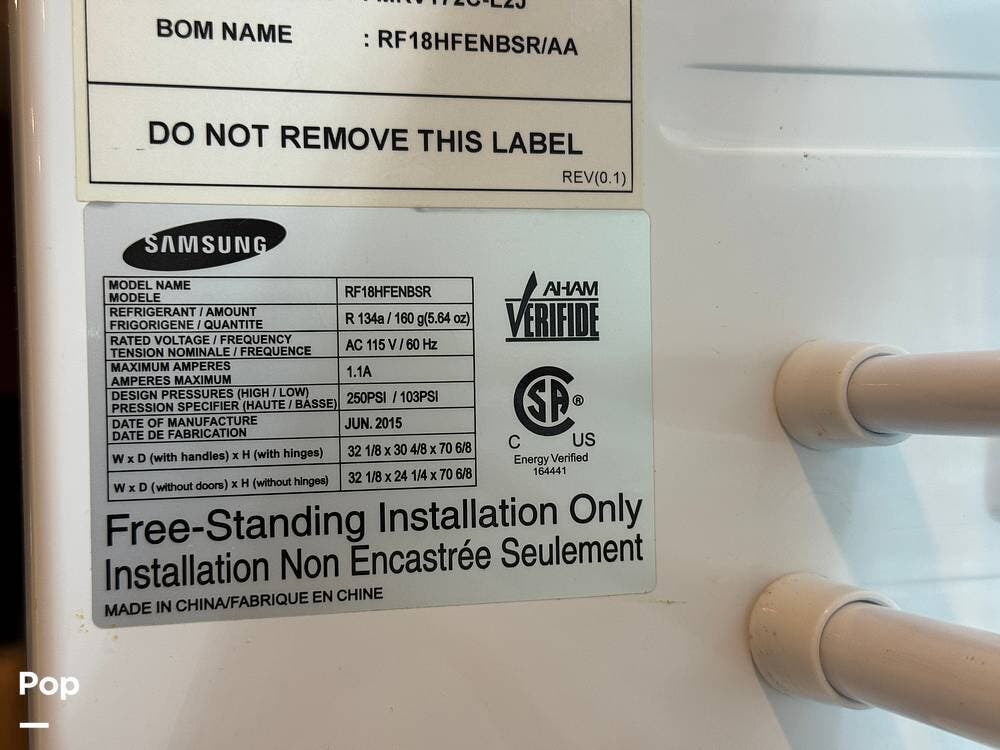 BOM NAME : RF18HFENBSR/AA
DO NOT REMOVE THIS LABEL
REV(0.1)
SAMSUNG
MODEL NAME
MODELE
RF18HFENBSR
REFRIGERANT / AMOUNT
FRIGORIGENE / QUANTITE
R 134a / 160 g(5.64 oz)
RATED VOLTAGE / FREQUENCY
TENSION NOMINALE / FREQUENCE
AC 115 V / 60 Hz
MAXIMUM AMPERES
AMPERES MAXIMUM
1.1A
DESIGN PRESSURES (HIGH / LOW)
PRESSION SPECIFIER (HAUTE / BASSE)
250PSI / 103PSI
DATE OF MANUFACTURE
DATE DE FABRICATION
JUN. 2015
W x D (with handles) x H (with hinges)
32 1/8 x 30 4/8 x 70 6/8
W x D (without doors) x H (without hinges)
32 1/8 x 24 1/4 x 70 6/8
AHAM
VERIFIDE
SA ®
C US
Energy Verified
164441
Free-Standing Installation Only
Installation Non Encastrée Seulement
MADE IN CHINA/FABRIQUE EN CHINE
Pop